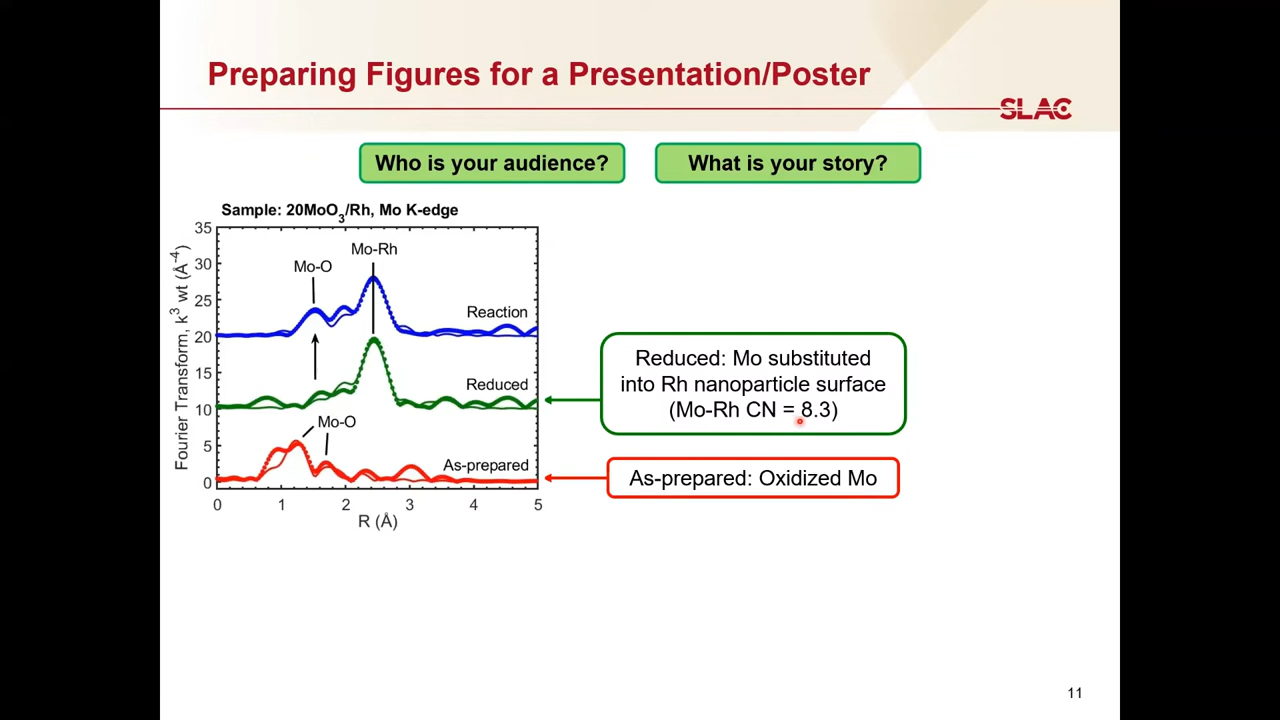 Preparing Figures for a Presentation/Poster
SLAC
Who is your audience?
What is your story?
Sample: 20MoO₃/Rh, Mo K-edge
Fourier Transform, k³ wt (Å⁻⁴)
35
30
25
20
15
10
5
0
Mo-Rh
Mo-O
Reaction
Reduced
Mo-O
As-prepared
0 1 2 3 4 5
R (Å)
Reduced: Mo substituted
into Rh nanoparticle surface
(Mo-Rh CN = 8.3)
As-prepared: Oxidized Mo
11